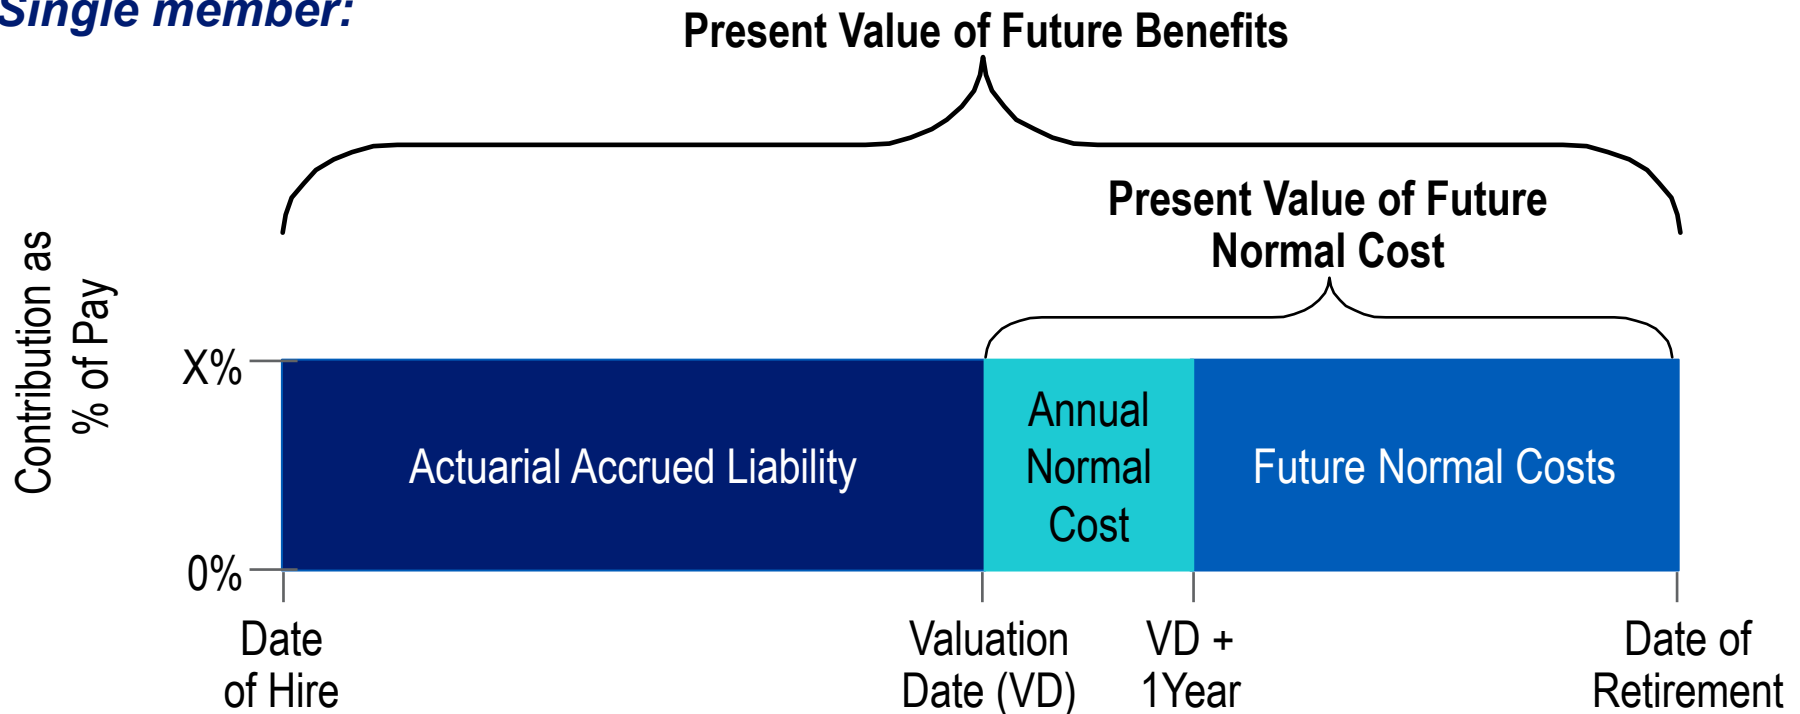 Single member:
Present Value of Future Benefits
Present Value of Future
Normal Cost
Contribution as
% of Pay
X%
0%
Actuarial Accrued Liability
Annual
Normal
Cost
Future Normal Costs
Date
of Hire
Valuation
Date (VD)
VD +
1Year
Date of
Retirement